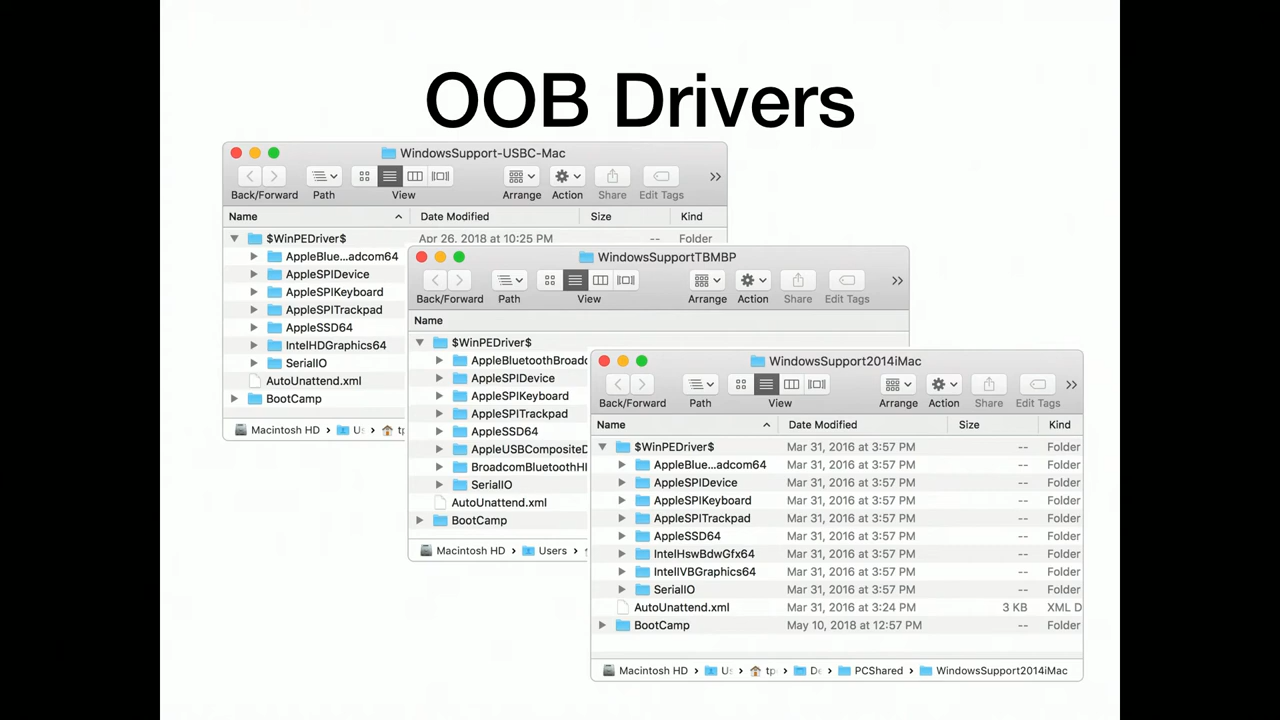 OOB Drivers
WindowsSupport-USBC-Mac
Back/Forward Path View Arrange Action Share Edit Tags
Name Date Modified Size Kind
$WinPEDriver$ Apr 26, 2018 at 10:25 PM -- Folder
AppleBlue...adcom64
AppleSPIDevice
AppleSPIKeyboard
AppleSPITrackpad
AppleSSD64
IntelHDGraphics64
SerialIO
AutoUnattend.xml
BootCamp
Macintosh HD › Us › tp
WindowsSupportTBMBP
Back/Forward Path View Arrange Action Share Edit Tags
Name
$WinPEDriver$
AppleBluetoothBroadc
AppleSPIDevice
AppleSPIKeyboard
AppleSPITrackpad
AppleSSD64
AppleUSBCompositeD
BroadcomBluetoothHI
SerialIO
AutoUnattend.xml
BootCamp
Macintosh HD › Users ›
WindowsSupport2014iMac
Back/Forward Path View Arrange Action Share Edit Tags
Name Date Modified Size Kind
$WinPEDriver$ Mar 31, 2016 at 3:57 PM -- Folder
AppleBlue...adcom64 Mar 31, 2016 at 3:57 PM -- Folder
AppleSPIDevice Mar 31, 2016 at 3:57 PM -- Folder
AppleSPIKeyboard Mar 31, 2016 at 3:57 PM -- Folder
AppleSPITrackpad Mar 31, 2016 at 3:57 PM -- Folder
AppleSSD64 Mar 31, 2016 at 3:57 PM -- Folder
IntelHswBdwGfx64 Mar 31, 2016 at 3:57 PM -- Folder
IntelIVBGraphics64 Mar 31, 2016 at 3:57 PM -- Folder
SerialIO Mar 31, 2016 at 3:57 PM -- Folder
AutoUnattend.xml Mar 31, 2016 at 3:24 PM 3 KB XML D
BootCamp May 10, 2018 at 12:57 PM -- Folder
Macintosh HD › Us › tp › De › PCShared › WindowsSupport2014iMac